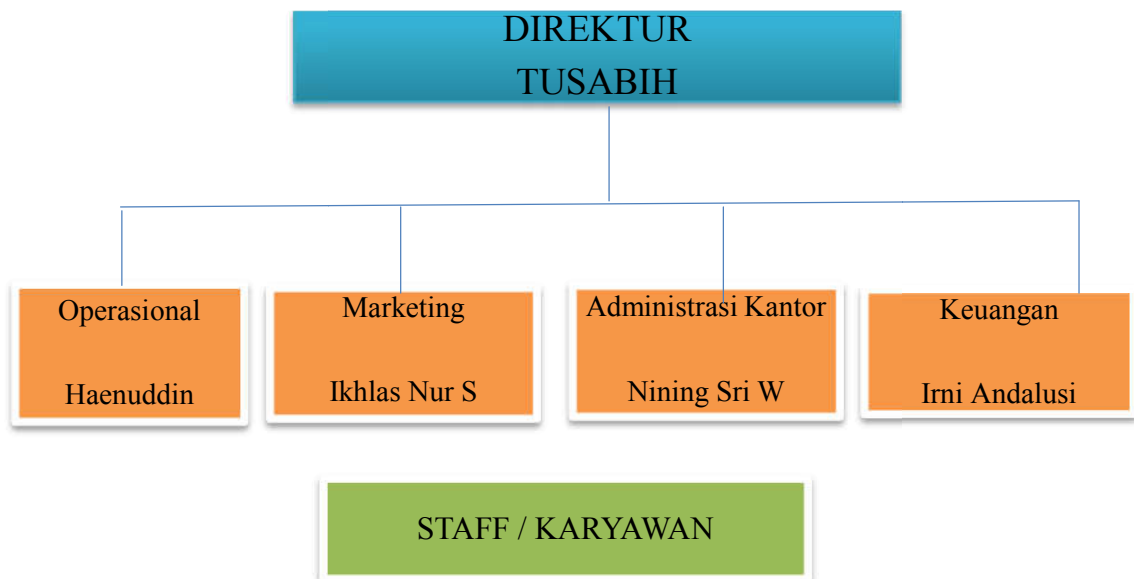 DIREKTUR
TUSABIH
Operasional
Haenuddin
Marketing
Ikhlas Nur S
Administrasi Kantor
Nining Sri W
Keuangan
Irni Andalusi
STAFF / KARYAWAN